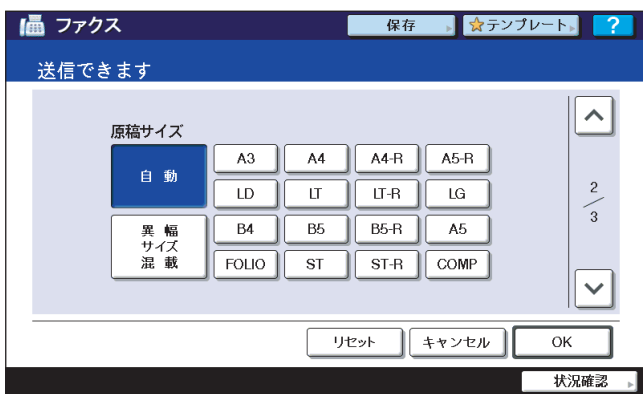 ファクス
保存
テンプレート
?
送信できます
原稿サイズ
自動
A3
A4
A4-R
A5-R
LD
LT
LT-R
LG
異幅
サイズ
混載
B4
B5
B5-R
A5
FOLIO
ST
ST-R
COMP
2
3
リセット
キャンセル
OK
状況確認